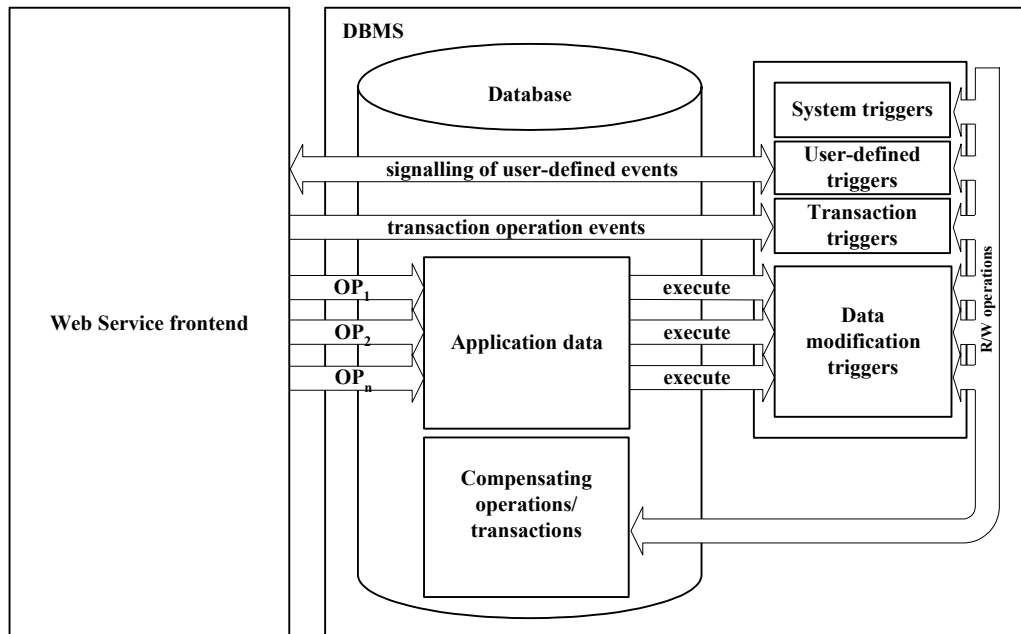 DBMS
Database
System triggers
signalling of user-defined events
User-defined
triggers
transaction operation events
Transaction
triggers
OP1
execute
Web Service frontend
OP2
Application data
execute
Data
modification
triggers
OPn
execute
R/W operations
Compensating
operations/
transactions